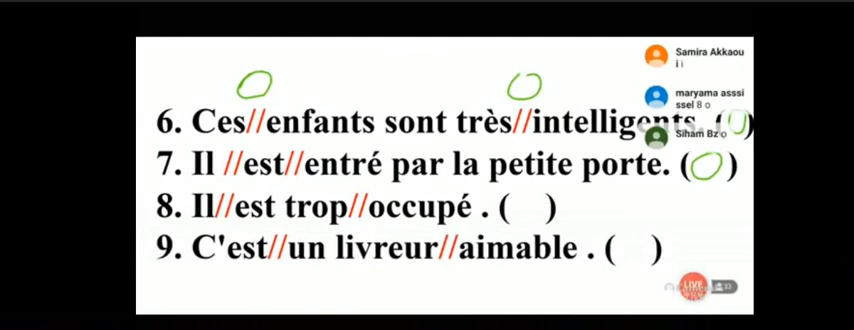 Samira Akkaou
i i
maryama asssi
ssel 8 o
6. Ces//enfants sont très//intelligents. (O)
Siham Bz o
7. Il //est//entré par la petite porte. (O)
8. Il//est trop//occupé . ( )
9. C'est//un livreur//aimable . ( )
LIVE
33